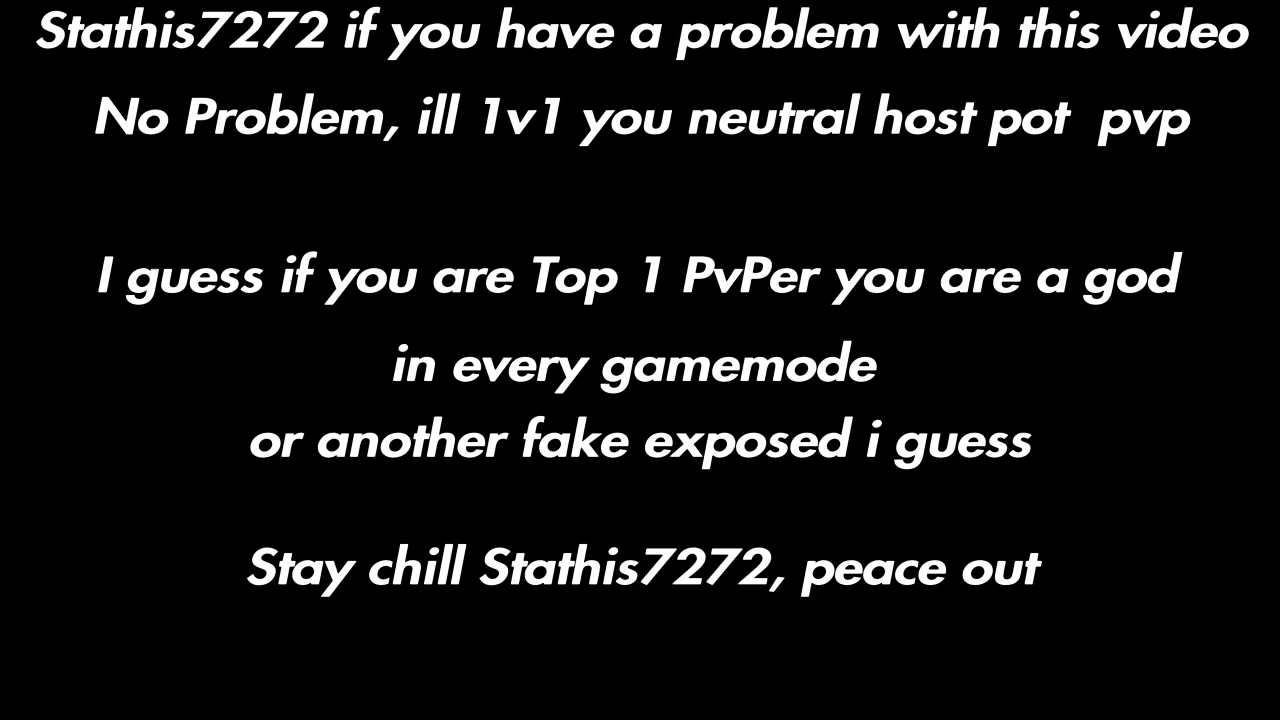 Stathis7272 if you have a problem with this video
No Problem, ill 1v1 you neutral host pot  pvp
I guess if you are Top 1 PvPer you are a god
in every gamemode
or another fake exposed i guess
Stay chill Stathis7272, peace out